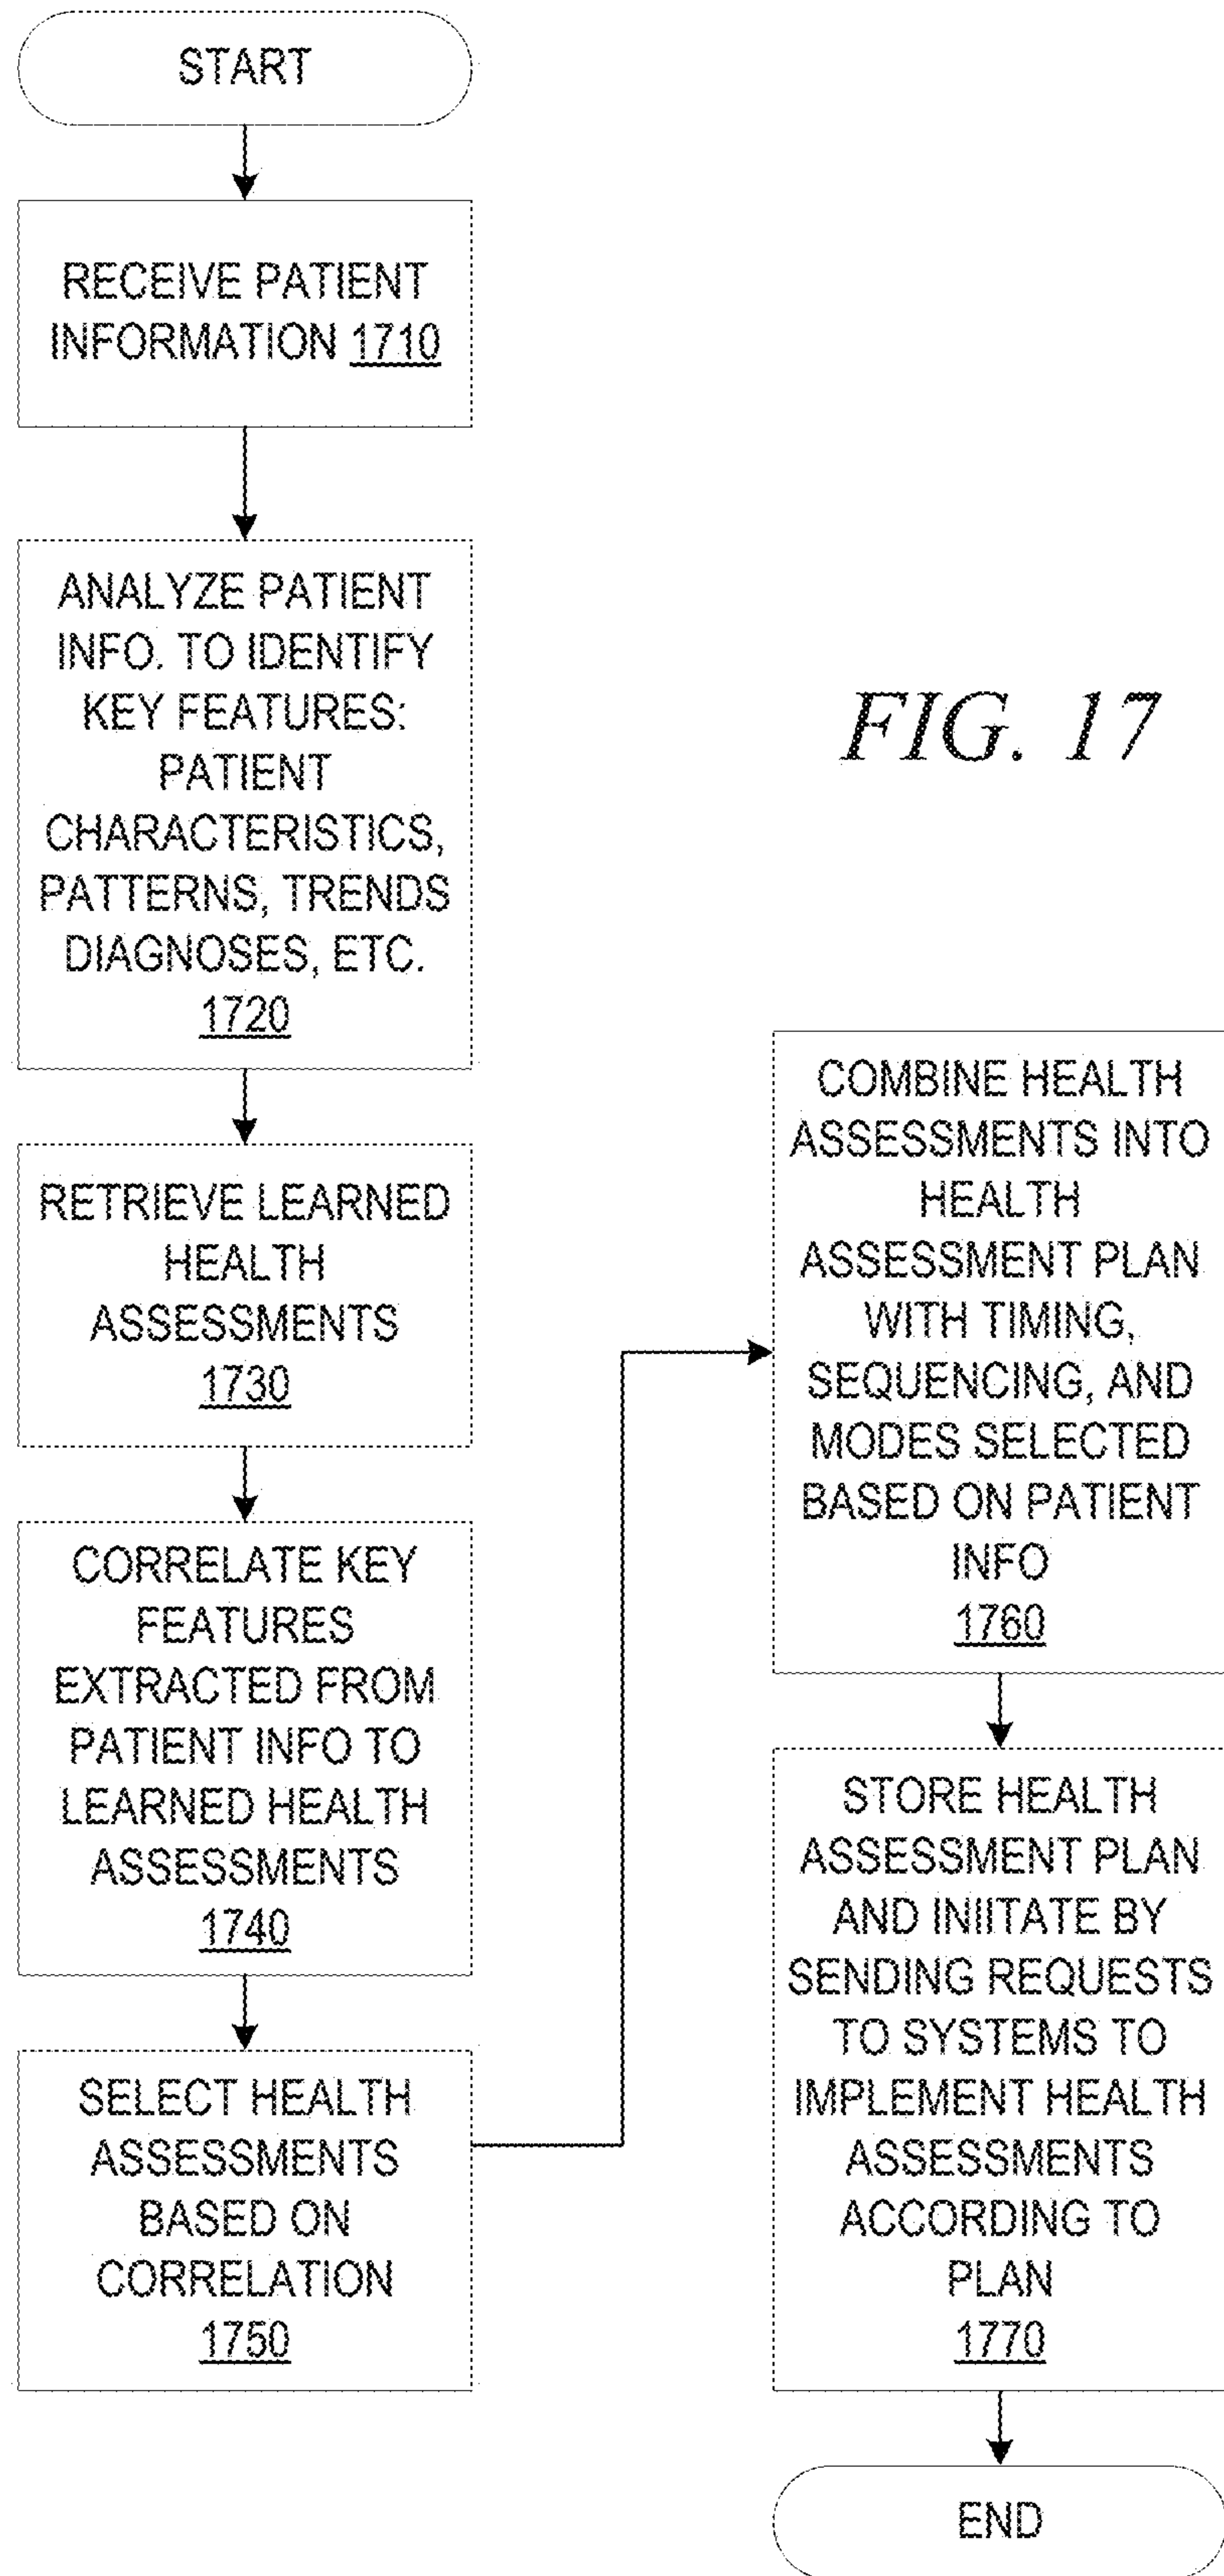 START
RECEIVE PATIENT
INFORMATION 1710
ANALYZE PATIENT
INFO. TO IDENTIFY
KEY FEATURES:
PATIENT
CHARACTERISTICS,
PATTERNS, TRENDS
DIAGNOSES, ETC.
1720
RETRIEVE LEARNED
HEALTH
ASSESSMENTS
1730
CORRELATE KEY
FEATURES
EXTRACTED FROM
PATIENT INFO TO
LEARNED HEALTH
ASSESSMENTS
1740
SELECT HEALTH
ASSESSMENTS
BASED ON
CORRELATION
1750
FIG. 17
COMBINE HEALTH
ASSESSMENTS INTO
HEALTH
ASSESSMENT PLAN
WITH TIMING,
SEQUENCING, AND
MODES SELECTED
BASED ON PATIENT
INFO
1760
STORE HEALTH
ASSESSMENT PLAN
AND INIITATE BY
SENDING REQUESTS
TO SYSTEMS TO
IMPLEMENT HEALTH
ASSESSMENTS
ACCORDING TO
PLAN
1770
END